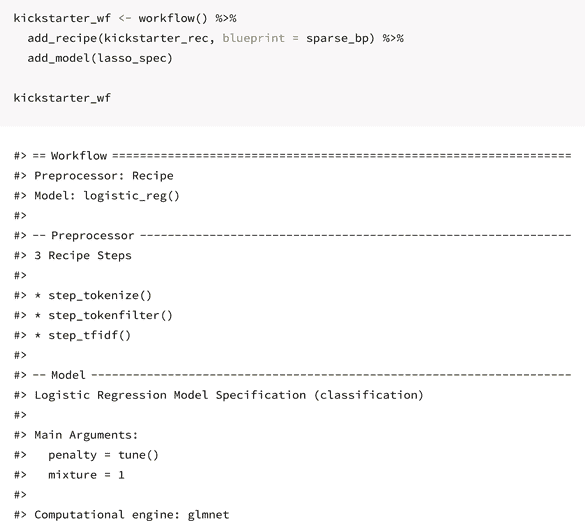 kickstarter_wf <- workflow() %>%
  add_recipe(kickstarter_rec, blueprint = sparse_bp) %>%
  add_model(lasso_spec)

kickstarter_wf

#> == Workflow ==================================================================
#> Preprocessor: Recipe
#> Model: logistic_reg()
#>
#> -- Preprocessor --------------------------------------------------------------
#> 3 Recipe Steps
#>
#> * step_tokenize()
#> * step_tokenfilter()
#> * step_tfidf()
#>
#> -- Model ---------------------------------------------------------------------
#> Logistic Regression Model Specification (classification)
#>
#> Main Arguments:
#>   penalty = tune()
#>   mixture = 1
#>
#> Computational engine: glmnet